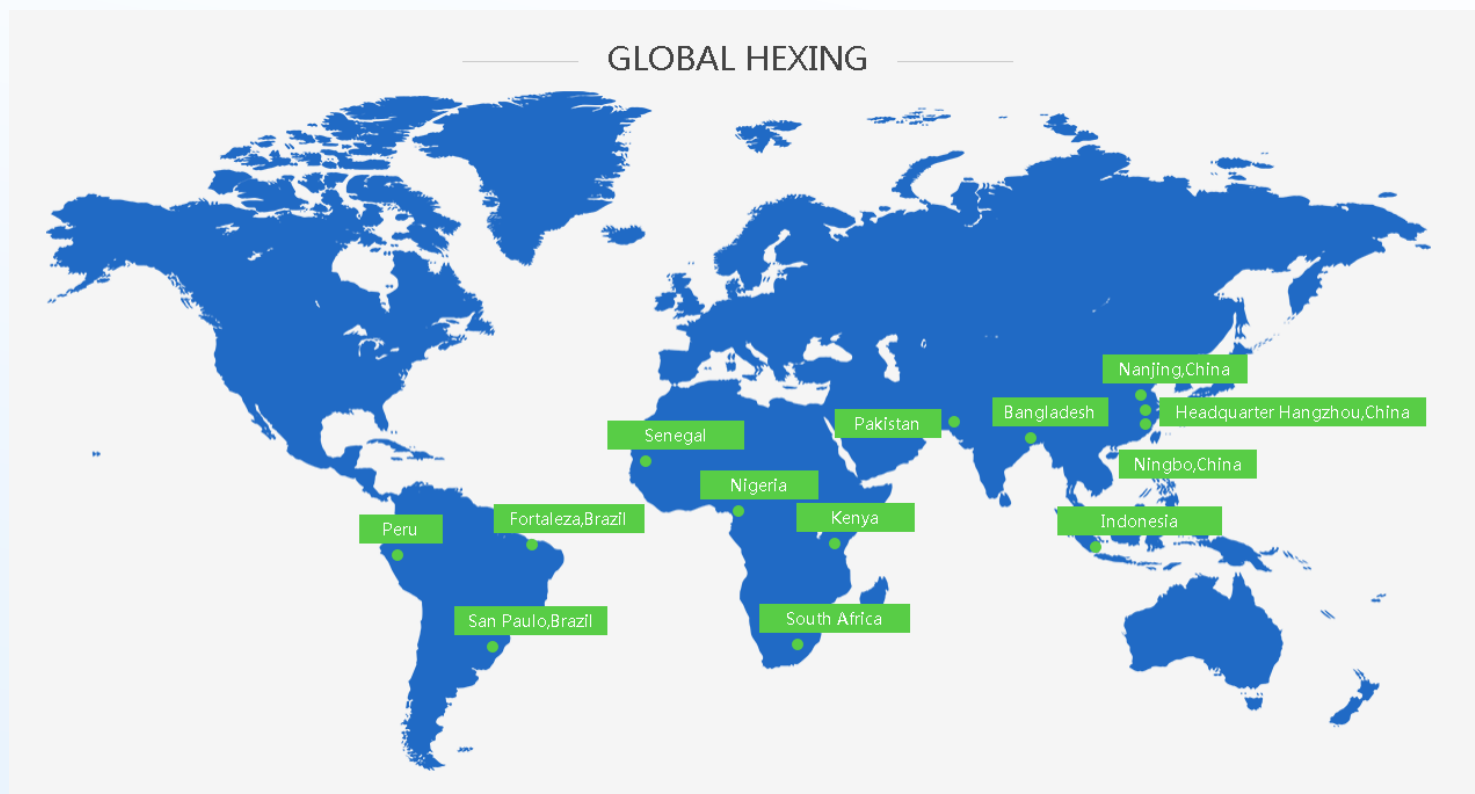 GLOBAL HEXING
Nanjing,China
Headquarter Hangzhou,China
Bangladesh
Pakistan
Senegal
Ningbo,China
Nigeria
Kenya
Fortaleza,Brazil
Indonesia
Peru
South Africa
San Paulo,Brazil